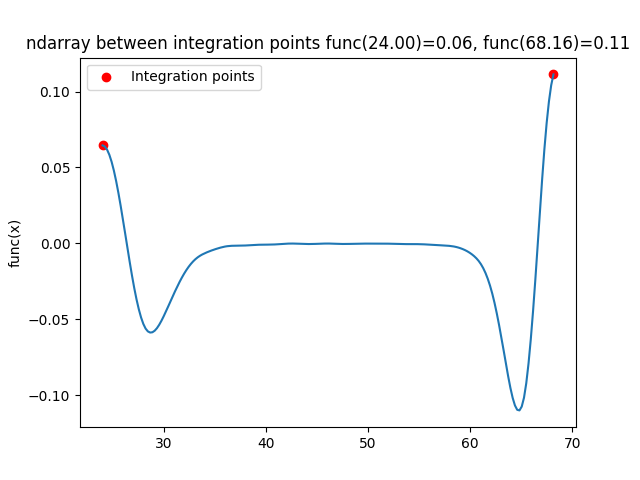 ndarray between integration points func(24.00)=0.06, func(68.16)=0.11
Integration points
func(x)
0.10
0.05
0.00
−0.05
−0.10
30 40 50 60 70